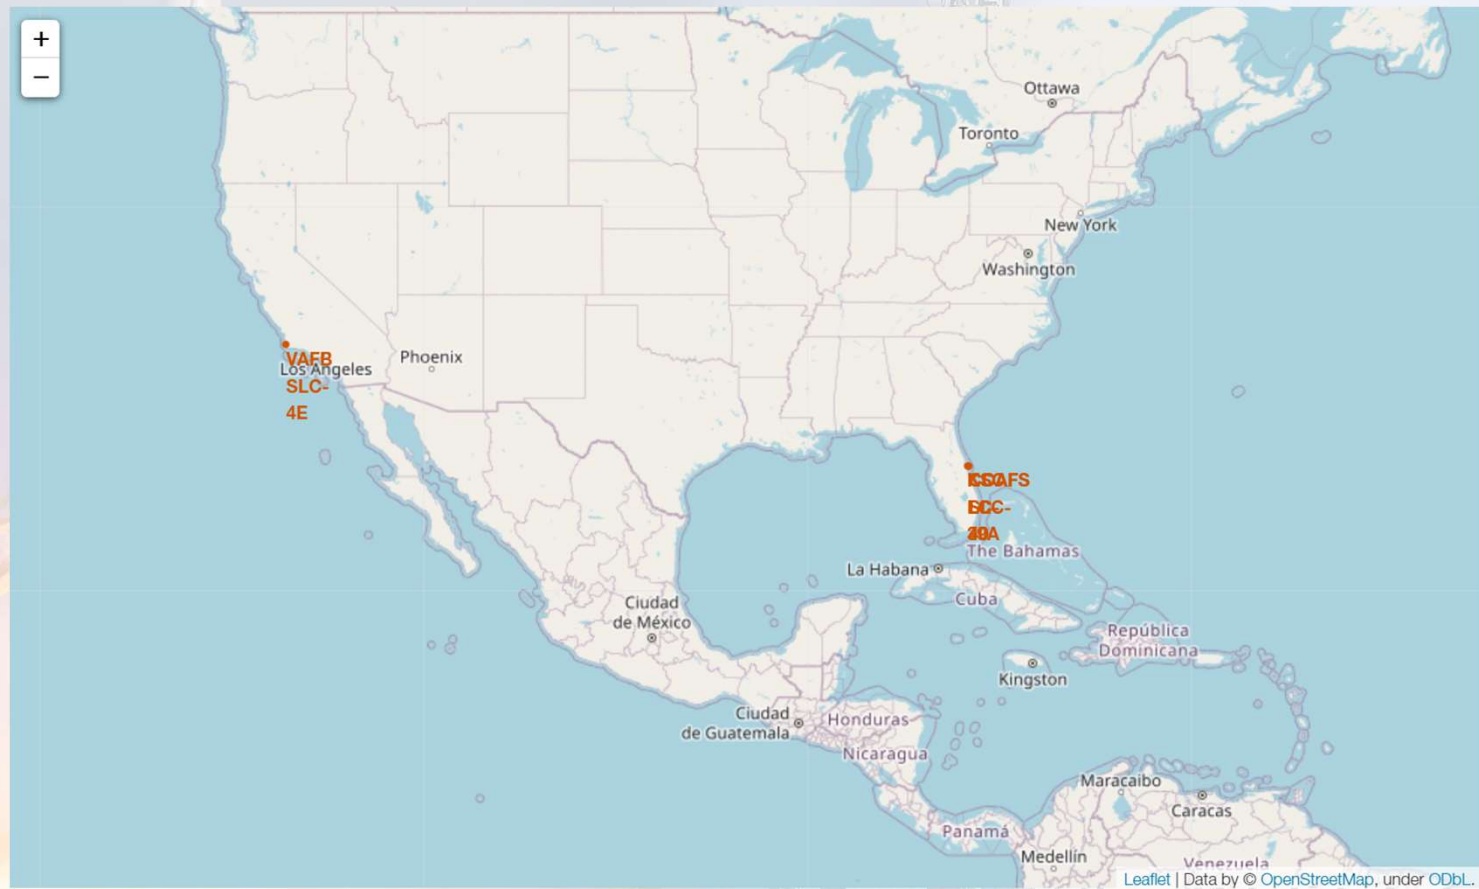 +
−
Ottawa
Toronto
New York
Washington
Phoenix
VAFB
Los Angeles
SLC-
4E
The Bahamas
La Habana
Cuba
Ciudad
de México
República
Dominicana
Kingston
Ciudad
de Guatemala
Honduras
Nicaragua
Maracaibo
Caracas
Panamá
Medellín
Venezuela
Leaflet | Data by © OpenStreetMap, under ODbL.